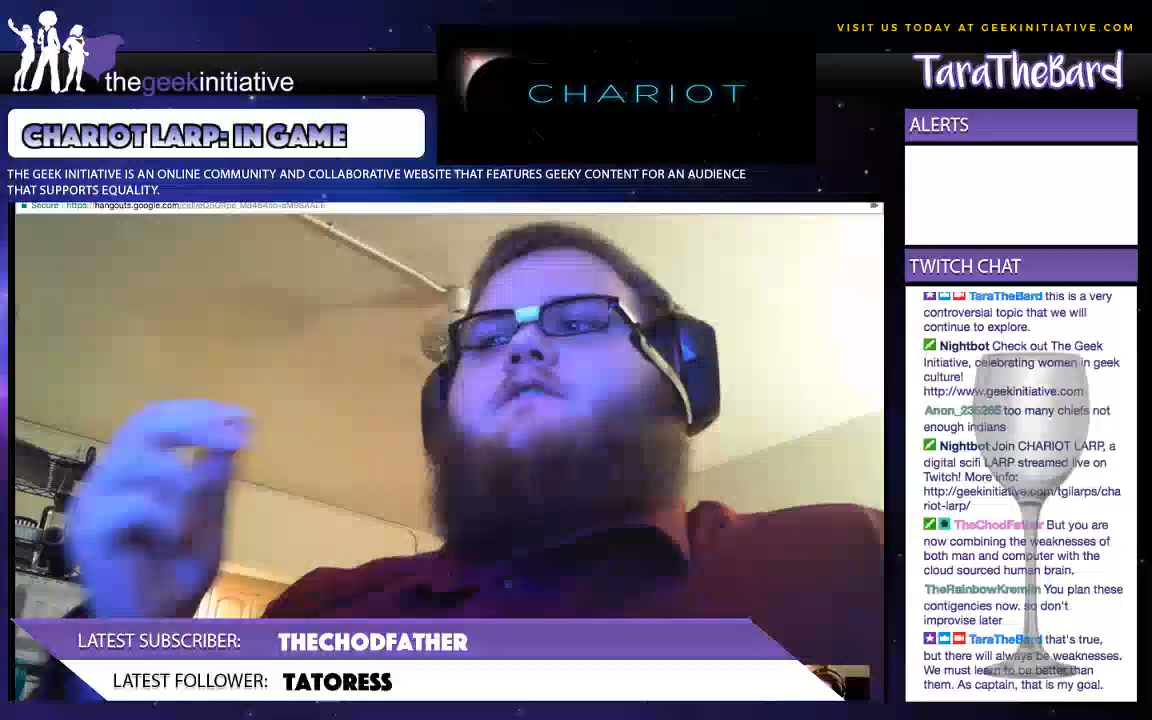 VISIT US TODAY AT GEEKINITIATIVE.COM
thegeekinitiative
CHARIOT
TaraTheBard
CHARIOT LARP: IN GAME
THE GEEK INITIATIVE IS AN ONLINE COMMUNITY AND COLLABORATIVE WEBSITE THAT FEATURES GEEKY CONTENT FOR AN AUDIENCE
THAT SUPPORTS EQUALITY.
Secure https://hangouts.google.com
ALERTS
TWITCH CHAT
TaraTheBard this is a very
controversial topic that we will
continue to explore.
Nightbot Check out The Geek
Initiative, celebrating women in geek
culture!
http://www.geekinitiative.com
Anon_235265 too many chiefs not
enough indians
Nightbot Join CHARIOT LARP, a
digital scifi LARP streamed live on
Twitch! More info:
http://geekinitiative.com/tgilarps/cha
riot-larp/
TheChodFather But you are
now combining the weaknesses of
both man and computer with the
cloud sourced human brain.
TheRainbowKremlin You plan these
contigencies now. so don't
improvise later
TaraTheBard that's true,
but there will always be weaknesses.
We must learn to be better than
them. As captain, that is my goal.
LATEST SUBSCRIBER: THECHODFATHER
LATEST FOLLOWER: TATORESS